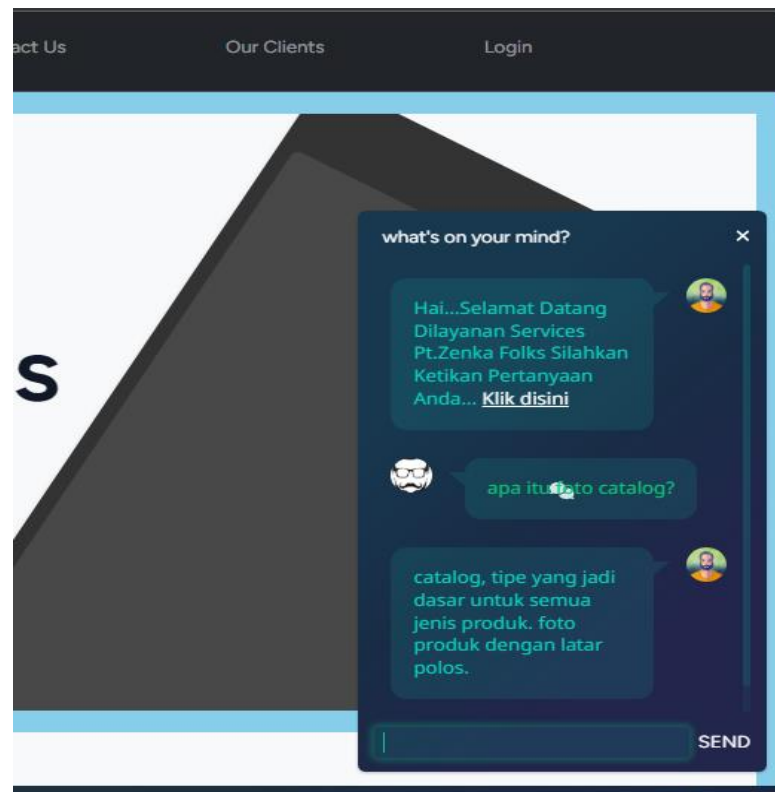 act Us
Our Clients
Login
s
what's on your mind?
×
Hai...Selamat Datang
Dilayanan Services
Pt.Zenka Folks Silahkan
Ketikan Pertanyaan
Anda... Klik disini
apa itu foto catalog?
catalog, tipe yang jadi
dasar untuk semua
jenis produk. foto
produk dengan latar
polos.
SEND